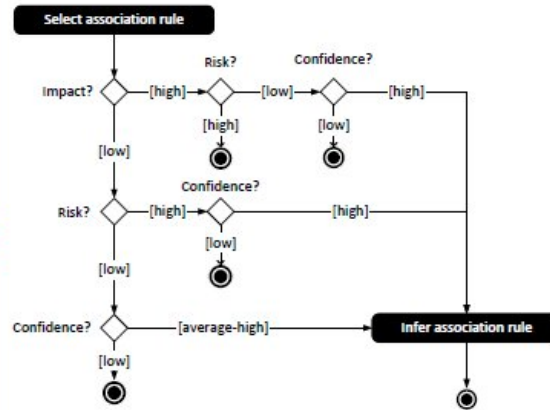 Select association rule
Risk?
Confidence?
Impact?
[high]
[low]
[high]
[high]
[low]
[low]
Confidence?
Risk?
[high]
[high]
[low]
[low]
Confidence?
[average-high]
Infer association rule
[low]